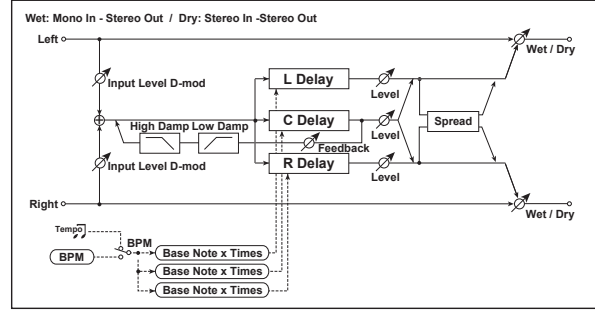 Wet: Mono In - Stereo Out / Dry: Stereo In -Stereo Out
Left
Wet / Dry
Input Level D-mod
L Delay
Level
High Damp Low Damp
C Delay
Level
Spread
Feedback
Input Level D-mod
R Delay
Level
Right
Wet / Dry
Tempo
BPM
BPM
Base Note x Times
Base Note x Times
Base Note x Times